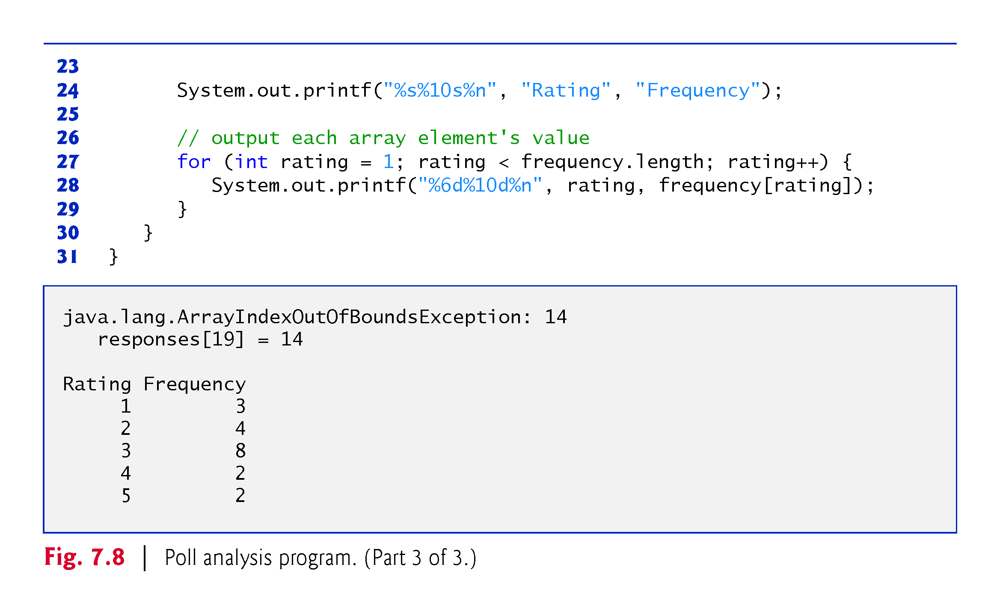 23
24 System.out.printf("%s%10s%n", "Rating", "Frequency");
25
26 // output each array element's value
27 for (int rating = 1; rating < frequency.length; rating++) {
28 System.out.printf("%6d%10d%n", rating, frequency[rating]);
29 }
30 }
31 }
java.lang.ArrayIndexOutOfBoundsException: 14
responses[19] = 14
Rating Frequency
1 3
2 4
3 8
4 2
5 2
Fig. 7.8 | Poll analysis program. (Part 3 of 3.)